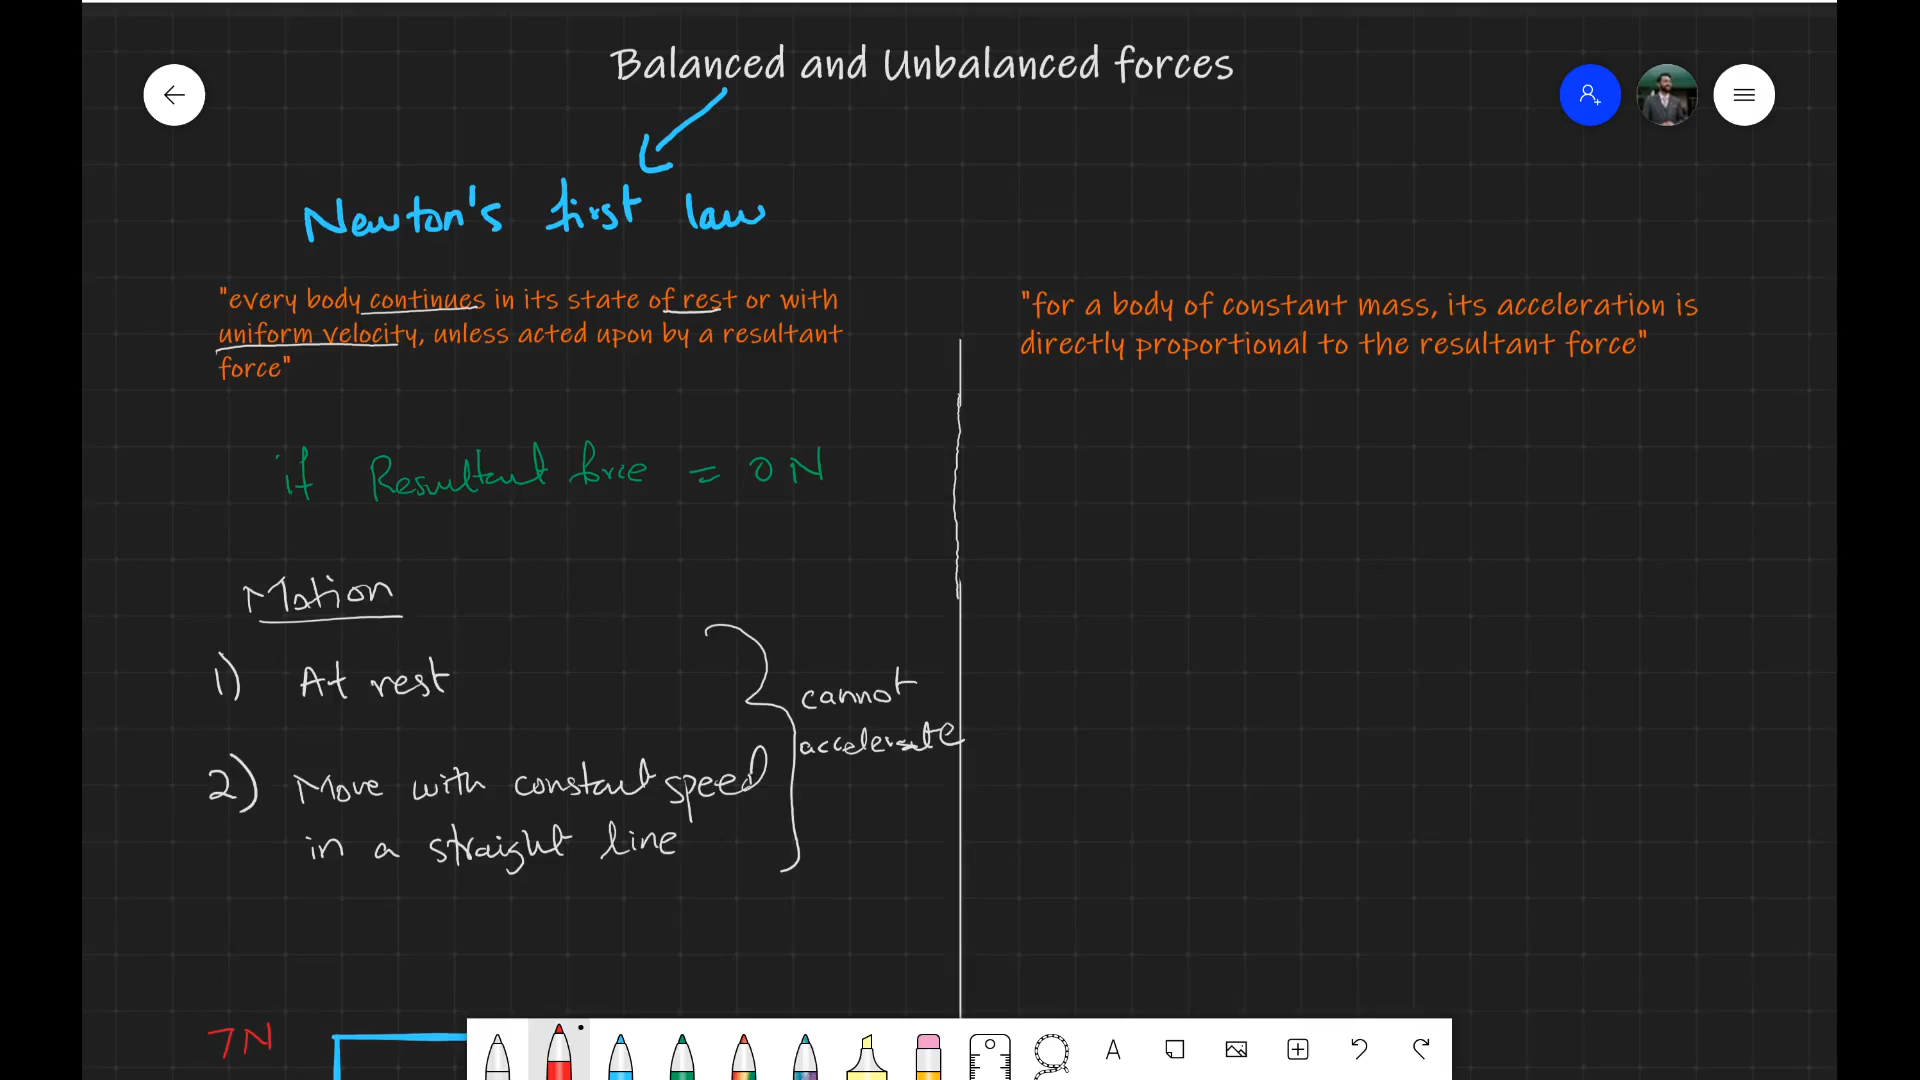 Balanced and Unbalanced forces
Newton's first law
"every body continues in its state of rest or with
uniform velocity, unless acted upon by a resultant
force"
if Resultant force = 0 N
Motion
1) At rest
2) Move with constant speed
in a straight line
cannot
accelerate
7N
"for a body of constant mass, its acceleration is
directly proportional to the resultant force"
A